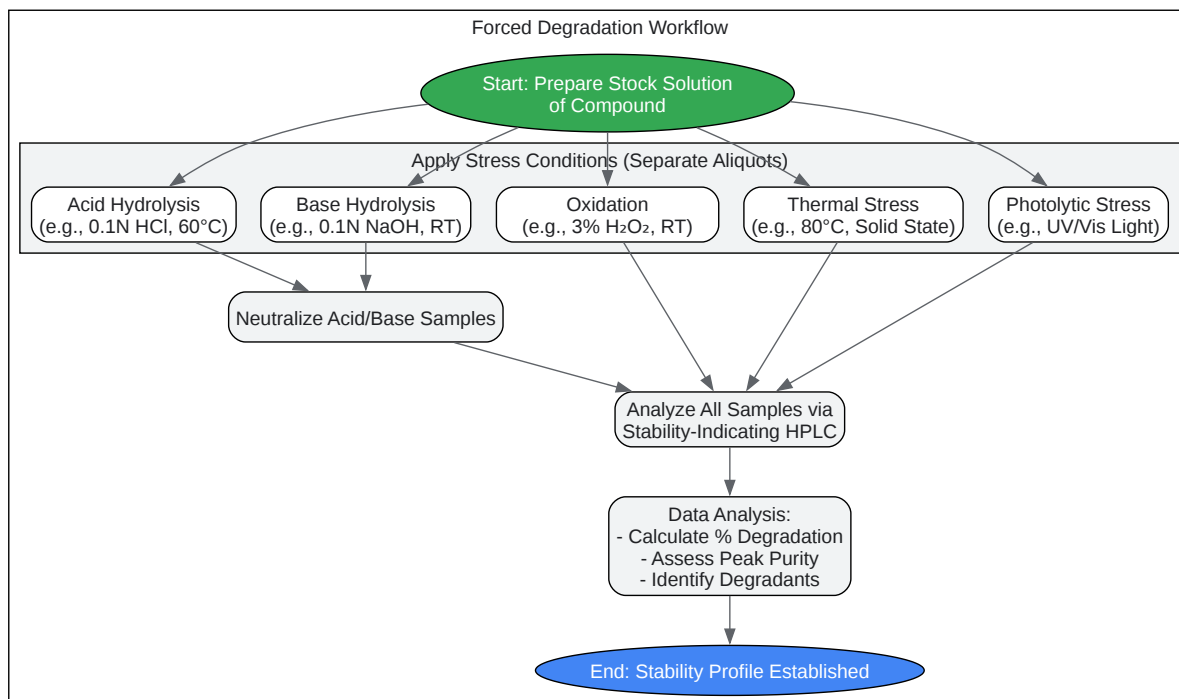 Forced Degradation Workflow
Start: Prepare Stock Solution
of Compound
Apply Stress Conditions (Separate Aliquots)
Acid Hydrolysis
(e.g., 0.1N HCl, 60°C)
Base Hydrolysis
(e.g., 0.1N NaOH, RT)
Oxidation
(e.g., 3% H₂O₂, RT)
Thermal Stress
(e.g., 80°C, Solid State)
Photolytic Stress
(e.g., UV/Vis Light)
Neutralize Acid/Base Samples
Analyze All Samples via
Stability-Indicating HPLC
Data Analysis:
- Calculate % Degradation
- Assess Peak Purity
- Identify Degradants
End: Stability Profile Established